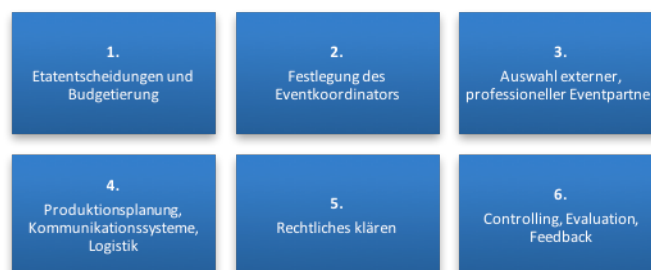 1.
Etatentscheidungen und
Budgetierung
2.
Festlegung des
Eventkoordinators
3.
Auswahl externer,
professioneller Eventpartne
4.
Produktionsplanung,
Kommunikationssysteme,
Logistik
5.
Rechtliches klären
6.
Controlling, Evaluation,
Feedback